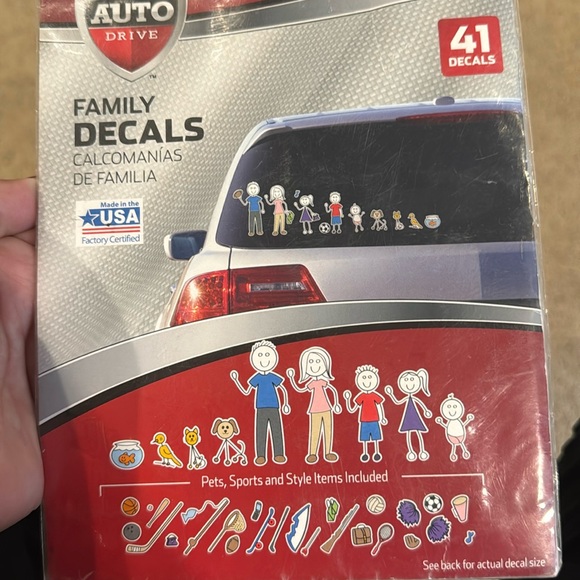 AUTO
DRIVE
™
41
DECALS
FAMILY
DECALS
CALCOMANÍAS
DE FAMILIA
Made in the
USA
Factory Certified
Pets, Sports and Style Items Included
See back for actual decal size